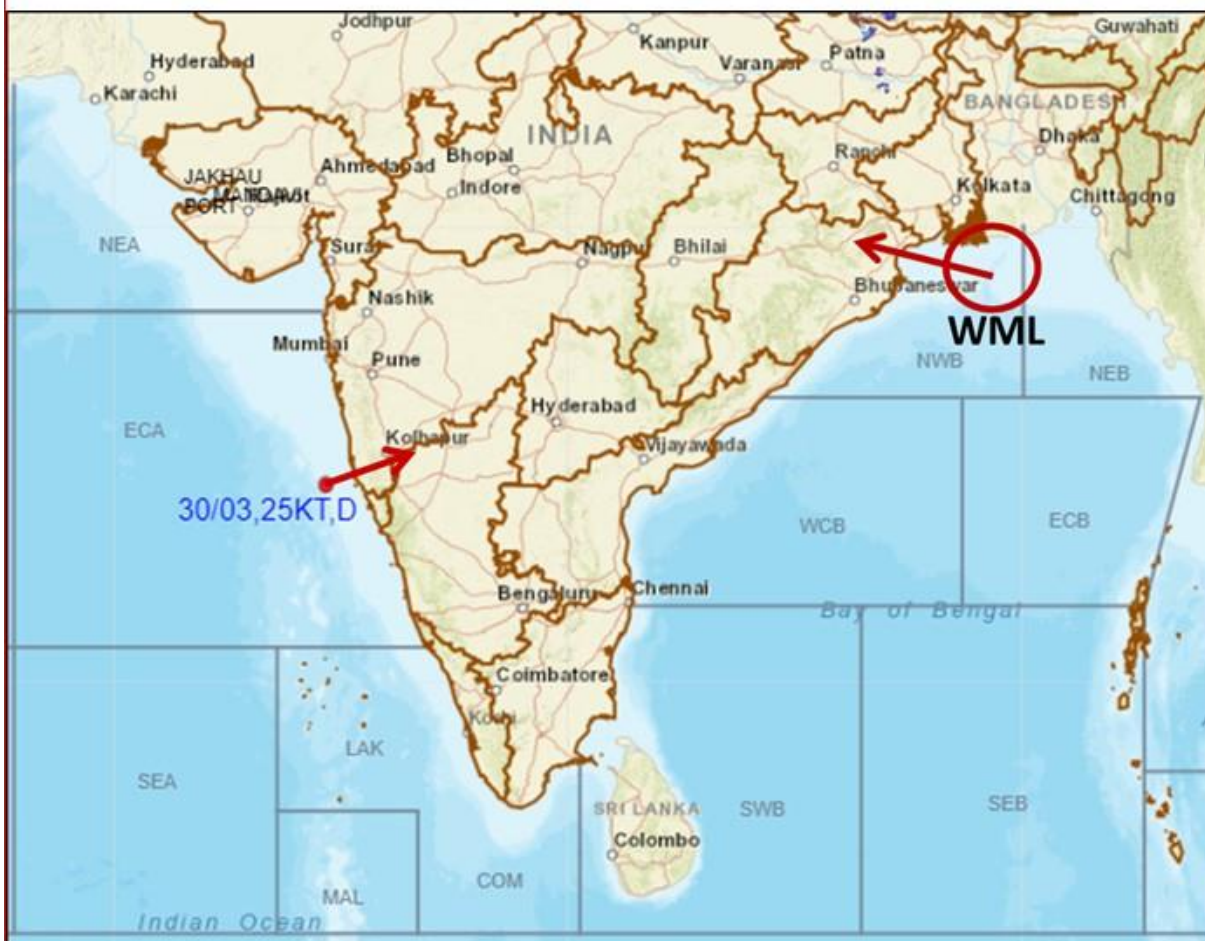 Jodhpur
Kanpur
Guwahati
Hyderabad
Varanasi
Patna
Karachi
BANGLADESH
INDIA
Dhaka
Ahmedabad
Bhopal
Ranchi
JAKHAU
Indore
Kolkata
Chittagong
PORT
NEA
Surat
Nagpur
Bhilai
Bhubaneswar
Nashik
WML
Mumbai
Pune
NWB
NEB
Hyderabad
ECA
Kolhapur
Vijayawada
30/03,25KT,D
WCB
ECB
Bengaluru
Chennai
Bay of Bengal
Coimbatore
Kochi
LAK
SEA
SRI LANKA
SWB
SEB
Colombo
MAL
COM
Indian Ocean